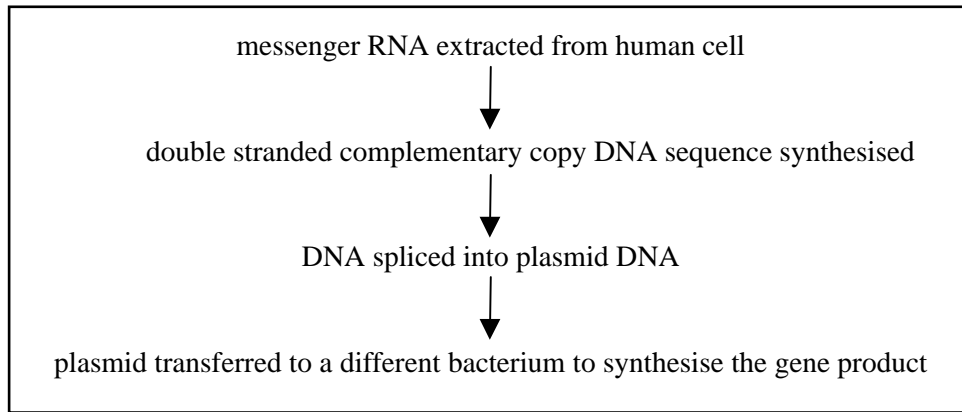 messenger RNA extracted from human cell
double stranded complementary copy DNA sequence synthesised
DNA spliced into plasmid DNA
plasmid transferred to a different bacterium to synthesise the gene product